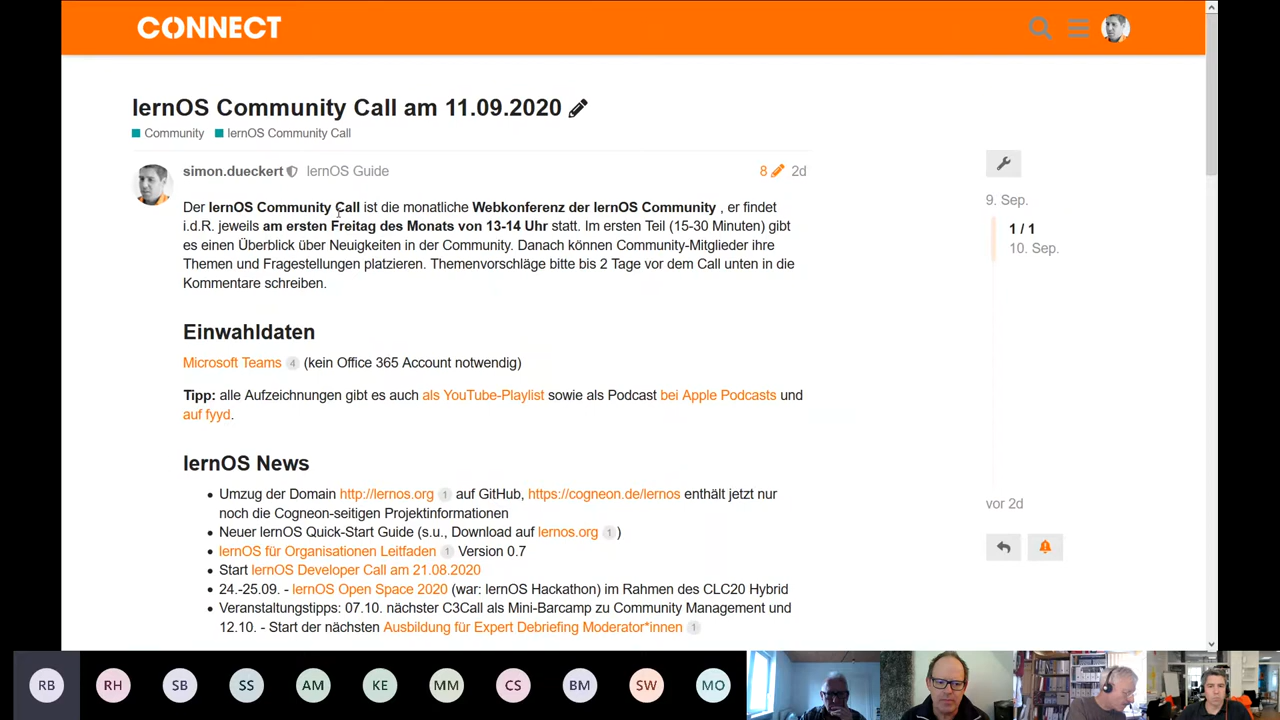 CONNECT
lernOS Community Call am 11.09.2020
Community lernOS Community Call
simon.dueckert lernOS Guide 8 2d
Der lernOS Community Call ist die monatliche Webkonferenz der lernOS Community , er findet
i.d.R. jeweils am ersten Freitag des Monats von 13-14 Uhr statt. Im ersten Teil (15-30 Minuten) gibt
es einen Überblick über Neuigkeiten in der Community. Danach können Community-Mitglieder ihre
Themen und Fragestellungen platzieren. Themenvorschläge bitte bis 2 Tage vor dem Call unten in die
Kommentare schreiben.
Einwahldaten
Microsoft Teams 4 (kein Office 365 Account notwendig)
Tipp: alle Aufzeichnungen gibt es auch als YouTube-Playlist sowie als Podcast bei Apple Podcasts und
auf fyyd.
lernOS News
• Umzug der Domain http://lernos.org 1 auf GitHub, https://cogneon.de/lernos enthält jetzt nur
noch die Cogneon-seitigen Projektinformationen
• Neuer lernOS Quick-Start Guide (s.u., Download auf lernos.org 1 )
• lernOS für Organisationen Leitfaden 1 Version 0.7
• Start lernOS Developer Call am 21.08.2020
• 24.-25.09. - lernOS Open Space 2020 (war: lernOS Hackathon) im Rahmen des CLC20 Hybrid
• Veranstaltungstipps: 07.10. nächster C3Call als Mini-Barcamp zu Community Management und
12.10. - Start der nächsten Ausbildung für Expert Debriefing Moderator*innen 1
9. Sep.
1 / 1
10. Sep.
vor 2d
RB RH SB SS AM KE MM CS BM SW MO